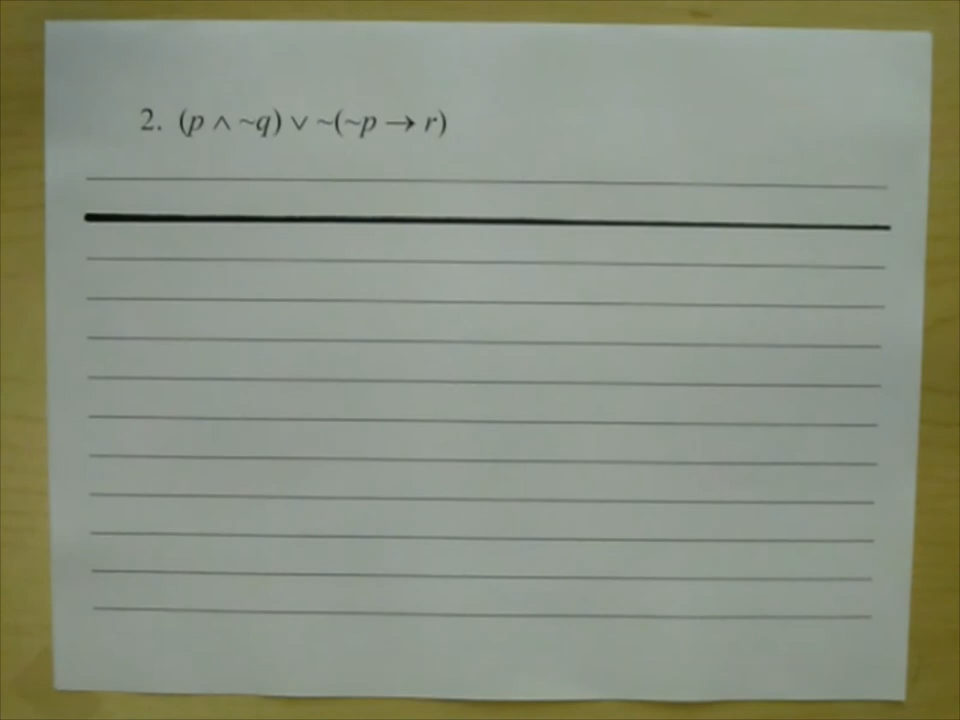 2. (p ∧ ~q) ∨ ~(~p → r)